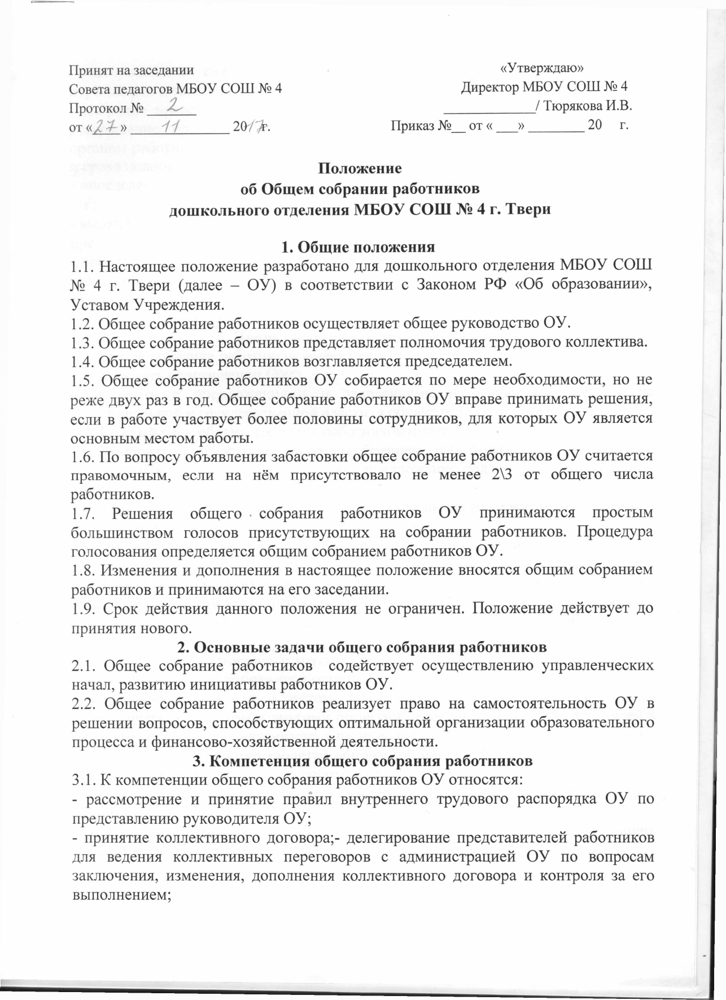 Принят на заседании
Совета педагогов МБОУ СОШ № 4
Протокол № 2
от «27» 11 2017г.
«Утверждаю»
Директор МБОУ СОШ № 4
____________/ Тюрякова И.В.
Приказ №__ от « ___» ________ 20 г.
Положение
об Общем собрании работников
дошкольного отделения МБОУ СОШ № 4 г. Твери
1. Общие положения
1.1. Настоящее положение разработано для дошкольного отделения МБОУ СОШ
№ 4 г. Твери (далее – ОУ) в соответствии с Законом РФ «Об образовании»,
Уставом Учреждения.
1.2. Общее собрание работников осуществляет общее руководство ОУ.
1.3. Общее собрание работников представляет полномочия трудового коллектива.
1.4. Общее собрание работников возглавляется председателем.
1.5. Общее собрание работников ОУ собирается по мере необходимости, но не
реже двух раз в год. Общее собрание работников ОУ вправе принимать решения,
если в работе участвует более половины сотрудников, для которых ОУ является
основным местом работы.
1.6. По вопросу объявления забастовки общее собрание работников ОУ считается
правомочным, если на нём присутствовало не менее 2\3 от общего числа
работников.
1.7. Решения общего собрания работников ОУ принимаются простым
большинством голосов присутствующих на собрании работников. Процедура
голосования определяется общим собранием работников ОУ.
1.8. Изменения и дополнения в настоящее положение вносятся общим собранием
работников и принимаются на его заседании.
1.9. Срок действия данного положения не ограничен. Положение действует до
принятия нового.
2. Основные задачи общего собрания работников
2.1. Общее собрание работников содействует осуществлению управленческих
начал, развитию инициативы работников ОУ.
2.2. Общее собрание работников реализует право на самостоятельность ОУ в
решении вопросов, способствующих оптимальной организации образовательного
процесса и финансово-хозяйственной деятельности.
3. Компетенция общего собрания работников
3.1. К компетенции общего собрания работников ОУ относятся:
- рассмотрение и принятие правил внутреннего трудового распорядка ОУ по
представлению руководителя ОУ;
- принятие коллективного договора;- делегирование представителей работников
для ведения коллективных переговоров с администрацией ОУ по вопросам
заключения, изменения, дополнения коллективного договора и контроля за его
выполнением;